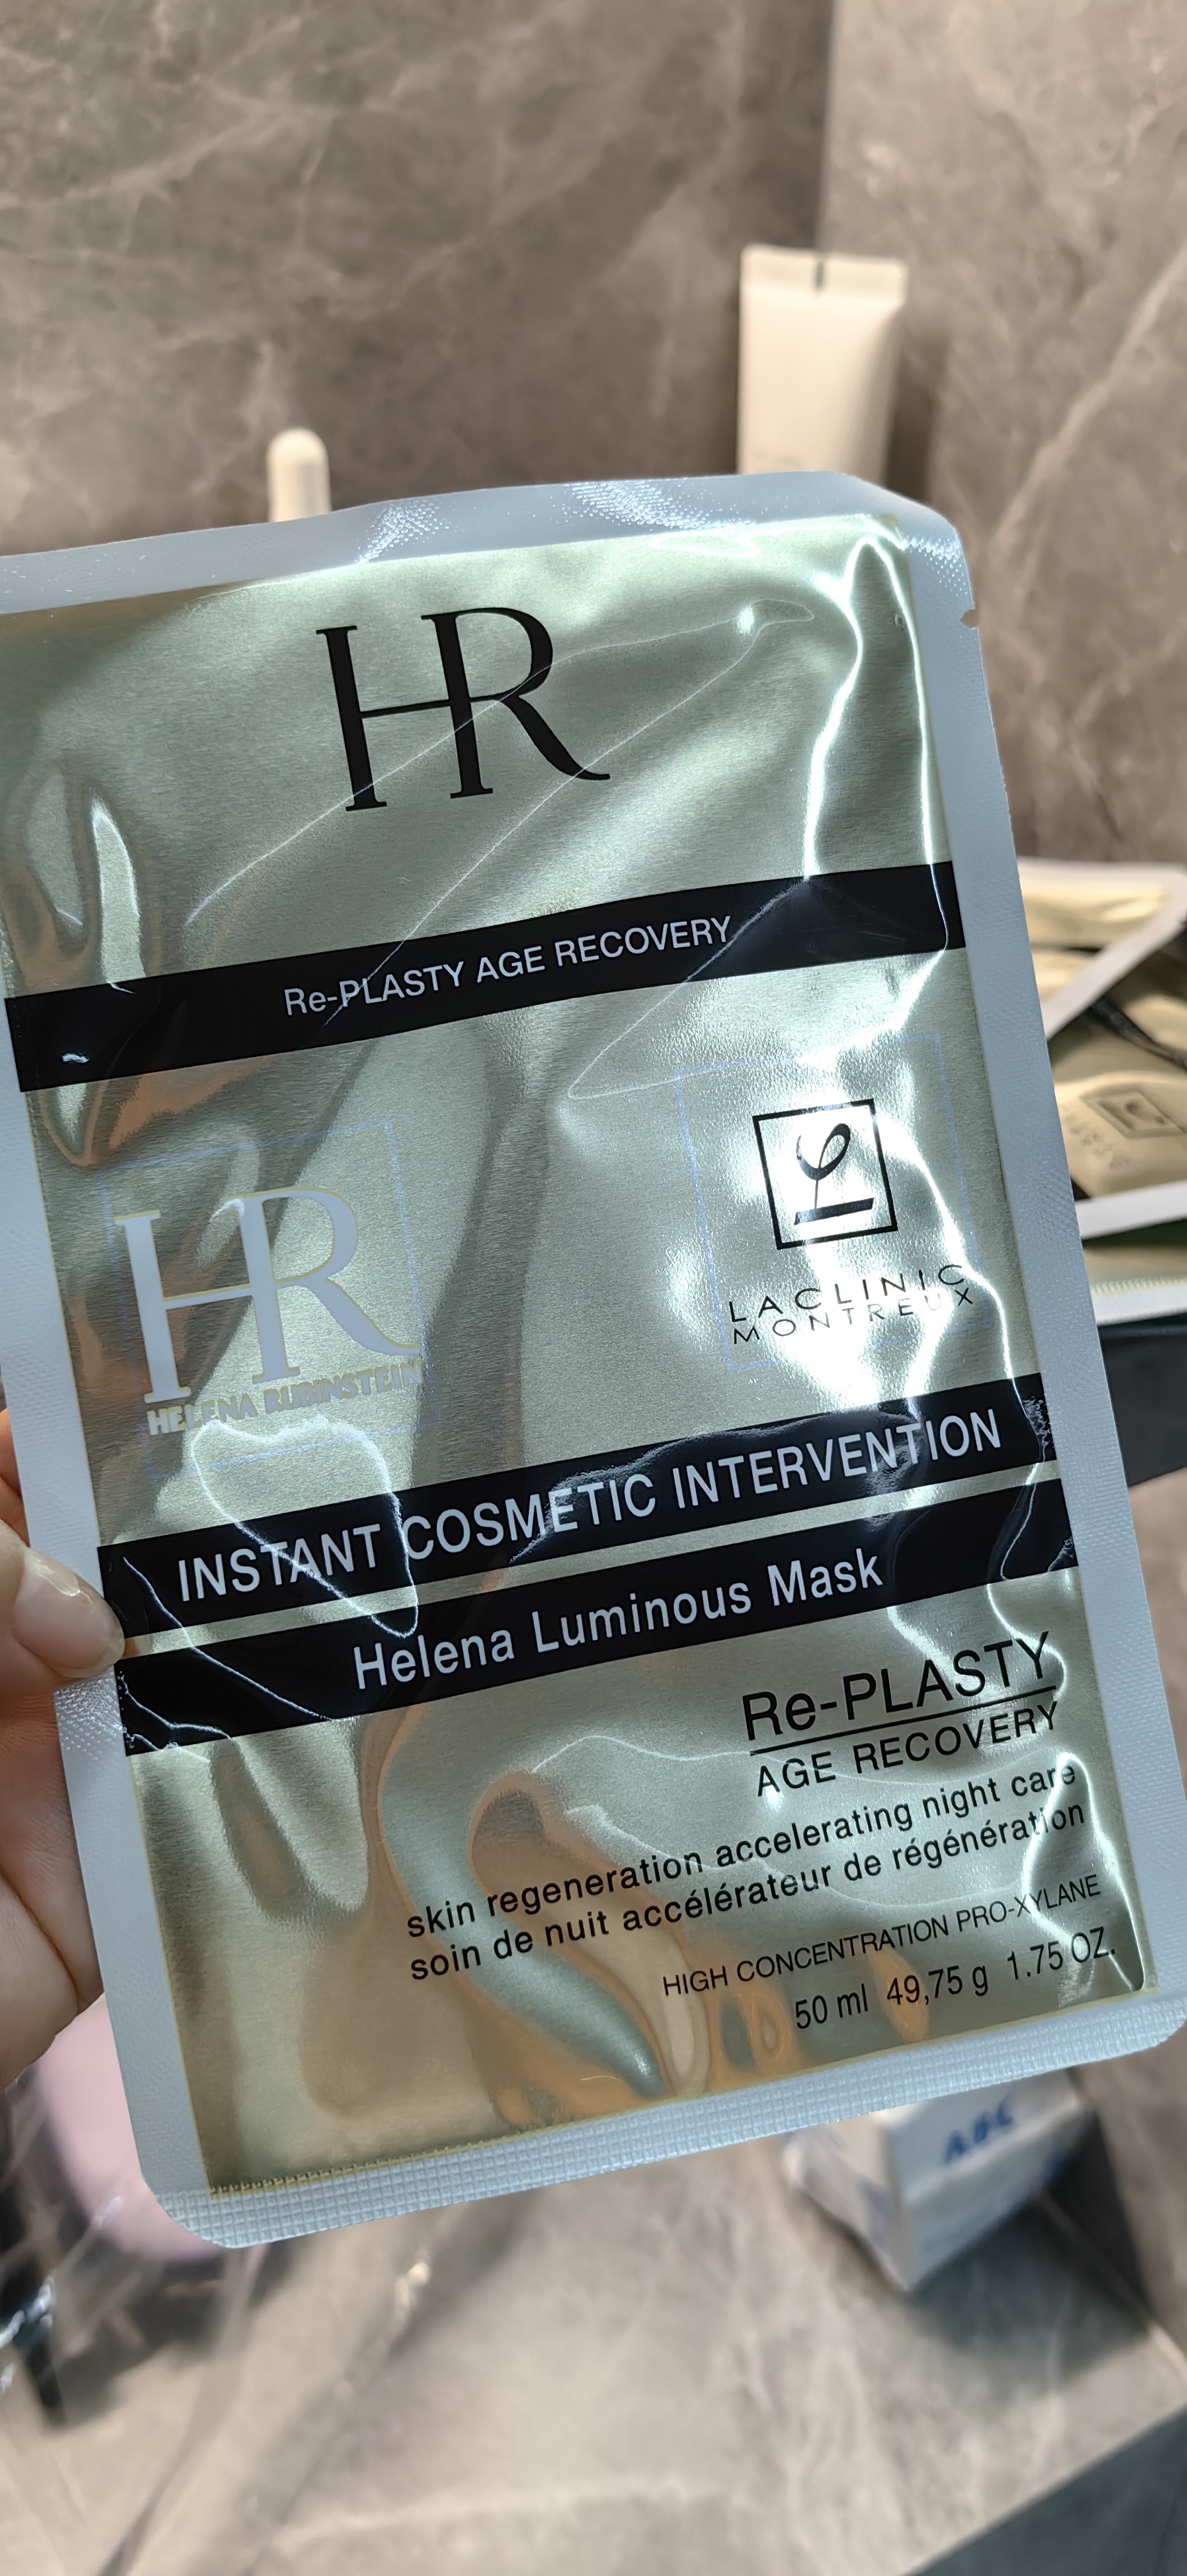 HR
Re-PLASTY AGE RECOVERY
HR
HELENA RUBINSTEIN
LACLINIC
MONTREUX
INSTANT COSMETIC INTERVENTION
Helena Luminous Mask
Re-PLASTY
AGE RECOVERY
skin regeneration accelerating night care
soin de nuit accélérateur de régénération
HIGH CONCENTRATION PRO-XYLANE
50 ml 49,75 g 1.75 OZ.
ABC